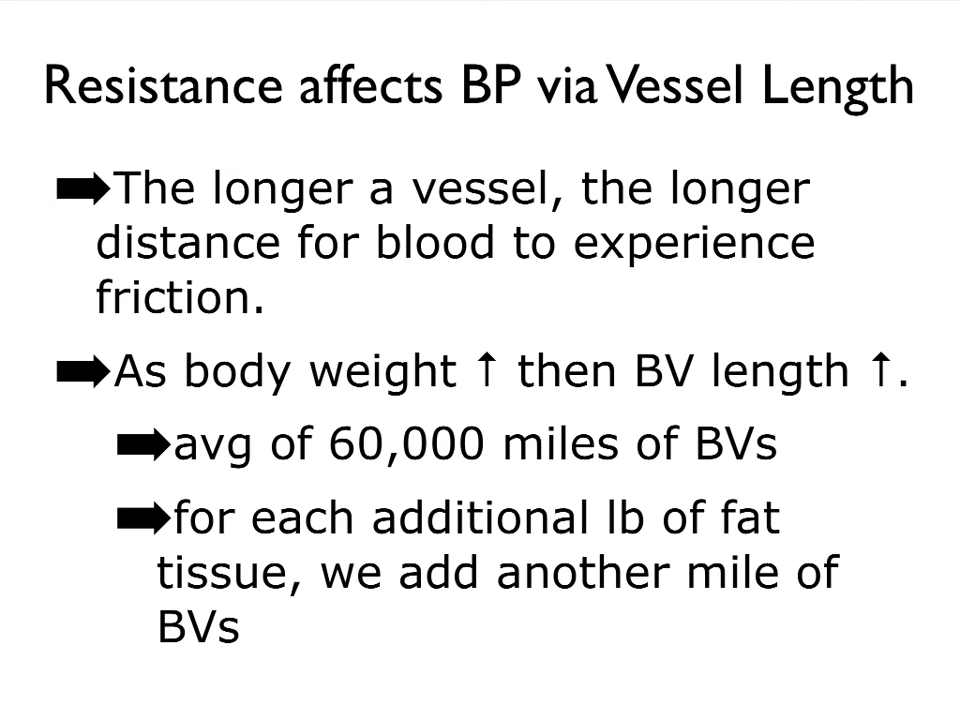 Resistance affects BP via Vessel Length
➡The longer a vessel, the longer
distance for blood to experience
friction.
➡As body weight ↑ then BV length ↑.
➡avg of 60,000 miles of BVs
➡for each additional lb of fat
tissue, we add another mile of
BVs